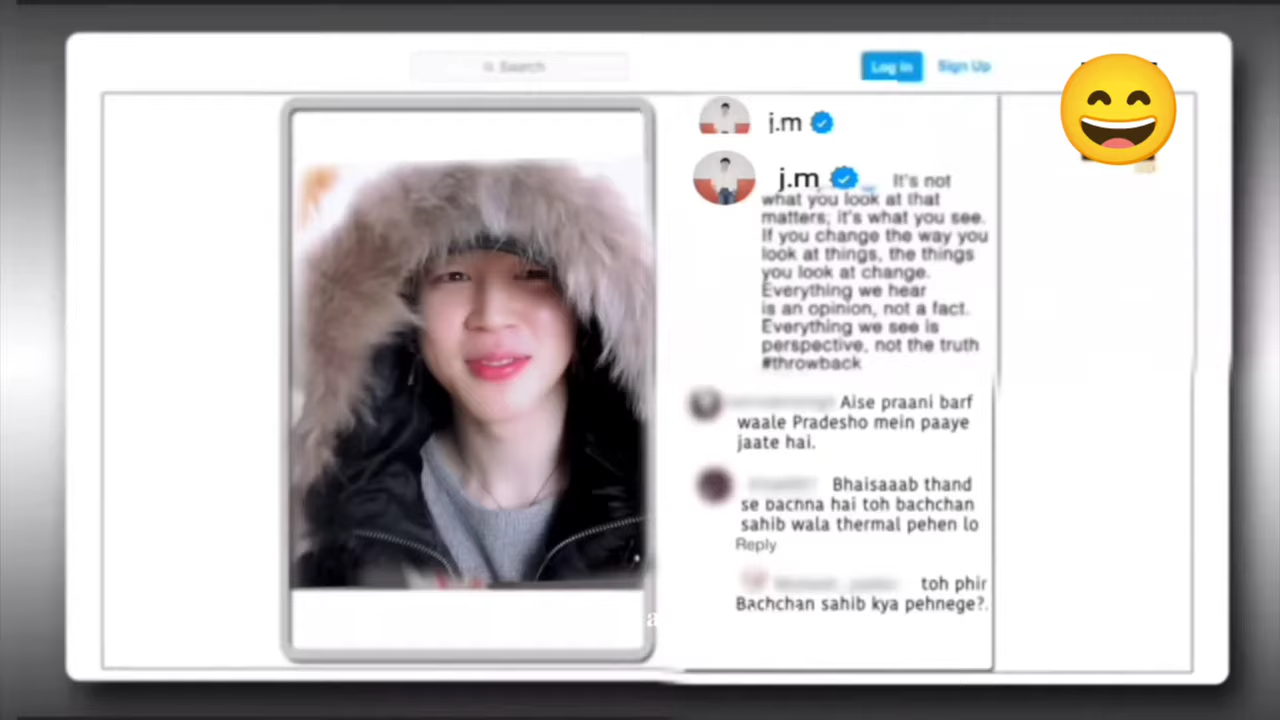 Search
Log In
Sign Up
j.m
j.m
It's not
what you look at that
matters; it's what you see.
If you change the way you
look at things, the things
you look at change.
Everything we hear
is an opinion, not a fact.
Everything we see is
perspective, not the truth
#throwback
Aise praani barf
waale Pradesho mein paaye
jaate hai.
Bhaisaaab thand
se bachna hai toh bachchan
sahib wala thermal pehen lo
Reply
toh phir
Bachchan sahib kya pehnege?.
a